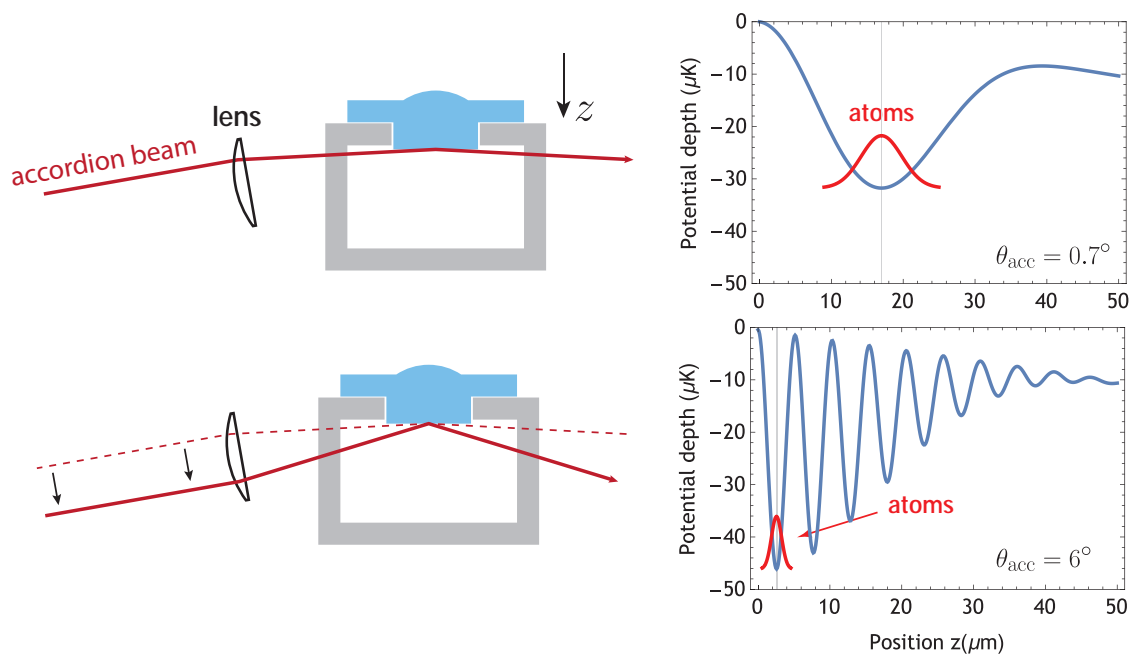 lens
accordion beam
z
0
−10
−20
−30
−40
−50
Potential depth (μK)
atoms
θacc = 0.7°
0 10 20 30 40 50
0
−10
−20
−30
−40
−50
Potential depth (μK)
atoms
θacc = 6°
0 10 20 30 40 50
Position z(μm)